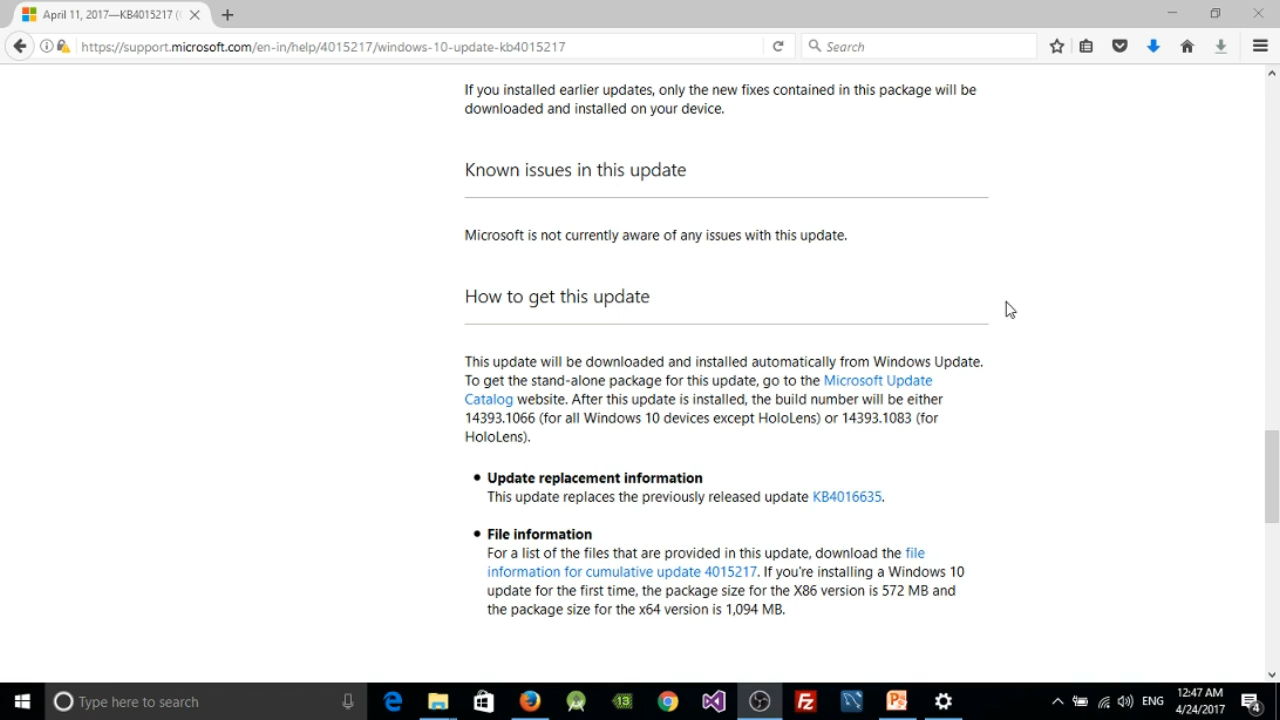 April 11, 2017—KB4015217 (
https://support.microsoft.com/en-in/help/4015217/windows-10-update-kb4015217
Search
If you installed earlier updates, only the new fixes contained in this package will be
downloaded and installed on your device.
Known issues in this update
Microsoft is not currently aware of any issues with this update.
How to get this update
This update will be downloaded and installed automatically from Windows Update.
To get the stand-alone package for this update, go to the Microsoft Update
Catalog website. After this update is installed, the build number will be either
14393.1066 (for all Windows 10 devices except HoloLens) or 14393.1083 (for
HoloLens).
• Update replacement information
This update replaces the previously released update KB4016635.
• File information
For a list of the files that are provided in this update, download the file
information for cumulative update 4015217. If you're installing a Windows 10
update for the first time, the package size for the X86 version is 572 MB and
the package size for the x64 version is 1,094 MB.
Type here to search
ENG
12:47 AM
4/24/2017
4